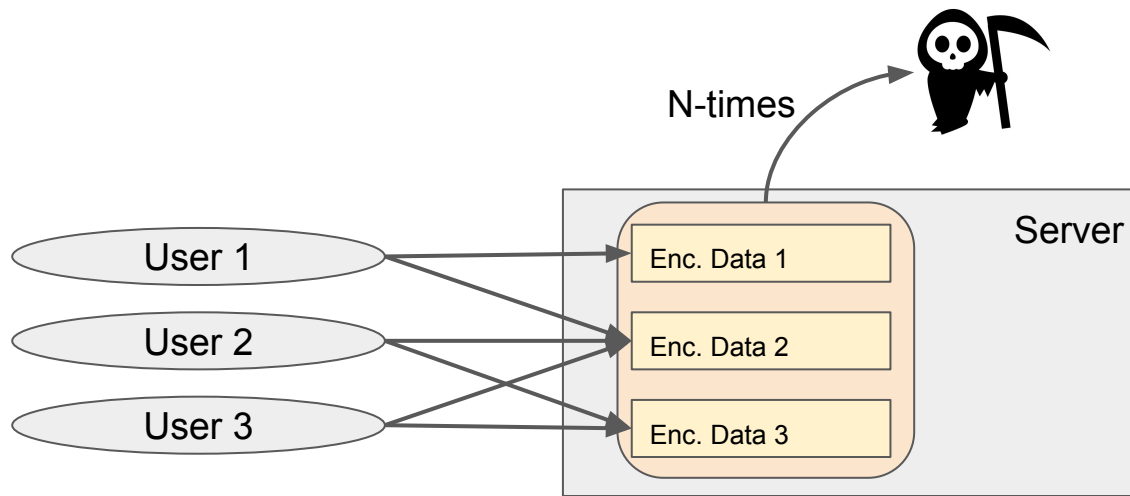 N-times
Server
User 1
Enc. Data 1
User 2
Enc. Data 2
User 3
Enc. Data 3